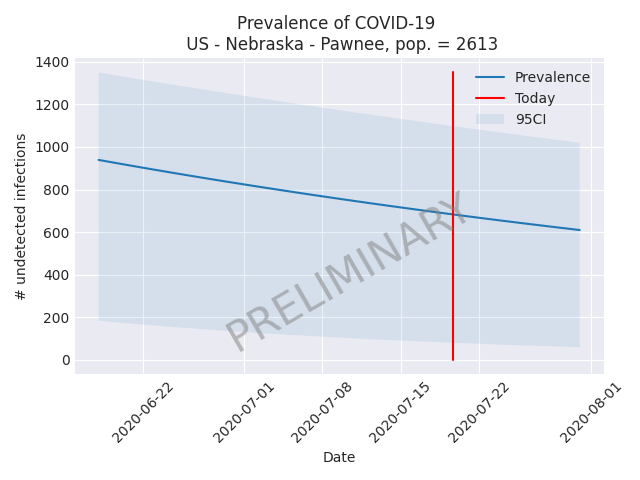 Prevalence of COVID-19
US - Nebraska - Pawnee, pop. = 2613
1400
1200
1000
800
600
400
200
0
# undetected infections
Prevalence
Today
95CI
PRELIMINARY
2020-06-22
2020-07-01
2020-07-08
2020-07-15
2020-07-22
2020-08-01
Date